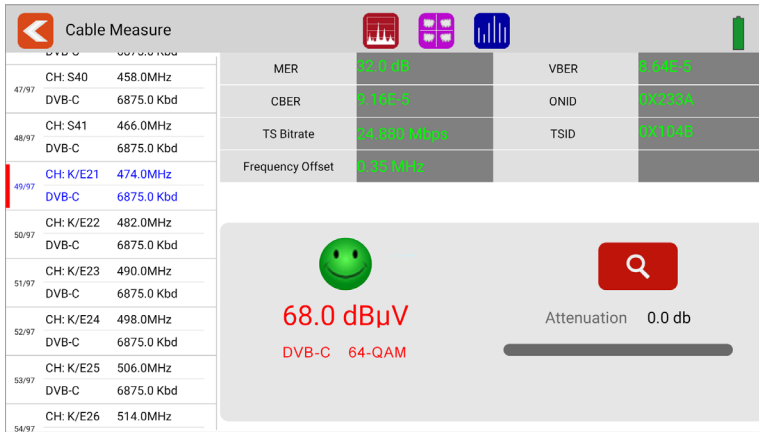 Cable Measure
DVB-C 6875.0 Kbd
47/97
CH: S40 458.0MHz
DVB-C 6875.0 Kbd
48/97
CH: S41 466.0MHz
DVB-C 6875.0 Kbd
49/97
CH: K/E21 474.0MHz
DVB-C 6875.0 Kbd
50/97
CH: K/E22 482.0MHz
DVB-C 6875.0 Kbd
51/97
CH: K/E23 490.0MHz
DVB-C 6875.0 Kbd
52/97
CH: K/E24 498.0MHz
DVB-C 6875.0 Kbd
53/97
CH: K/E25 506.0MHz
DVB-C 6875.0 Kbd
54/97
CH: K/E26 514.0MHz
MER 32.0 dB VBER 8.64E-5
CBER 9.16E-5 ONID 0X233A
TS Bitrate 24.880 Mbps TSID 0X104B
Frequency Offset 0.35 MHz
68.0 dBµV
DVB-C 64-QAM
Attenuation 0.0 db